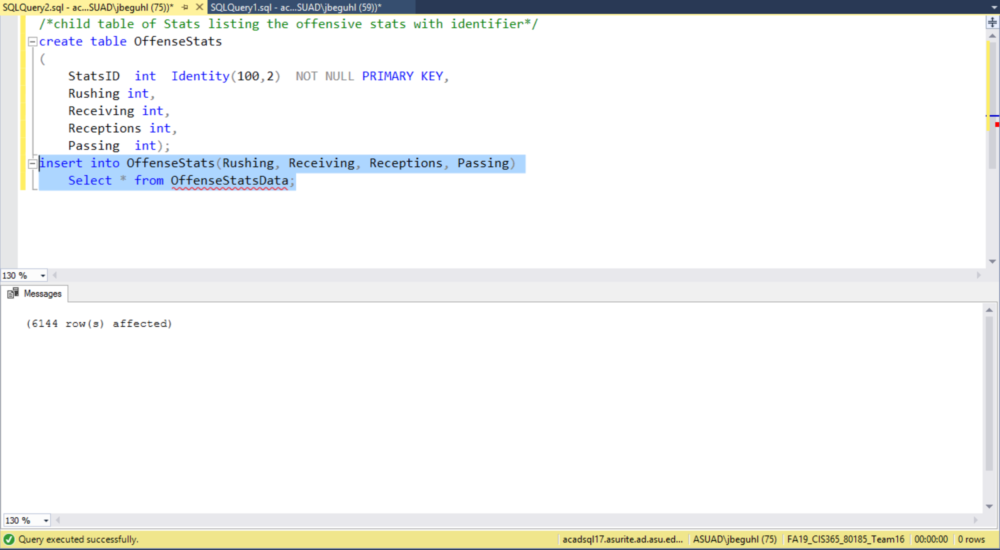 SQLQuery2.sql - ac...SUAD\jbeguhl (75))* SQLQuery1.sql - ac...SUAD\jbeguhl (59))*
/*child table of Stats listing the offensive stats with identifier*/
create table OffenseStats
(
StatsID int Identity(100,2) NOT NULL PRIMARY KEY,
Rushing int,
Receiving int,
Receptions int,
Passing int);
insert into OffenseStats(Rushing, Receiving, Receptions, Passing)
Select * from OffenseStatsData;
130 %
Messages
(6144 row(s) affected)
130 %
Query executed successfully. acadsql17.asurite.ad.asu.ed... ASUAD\jbeguhl (75) FA19_CIS365_80185_Team16 00:00:00 0 rows